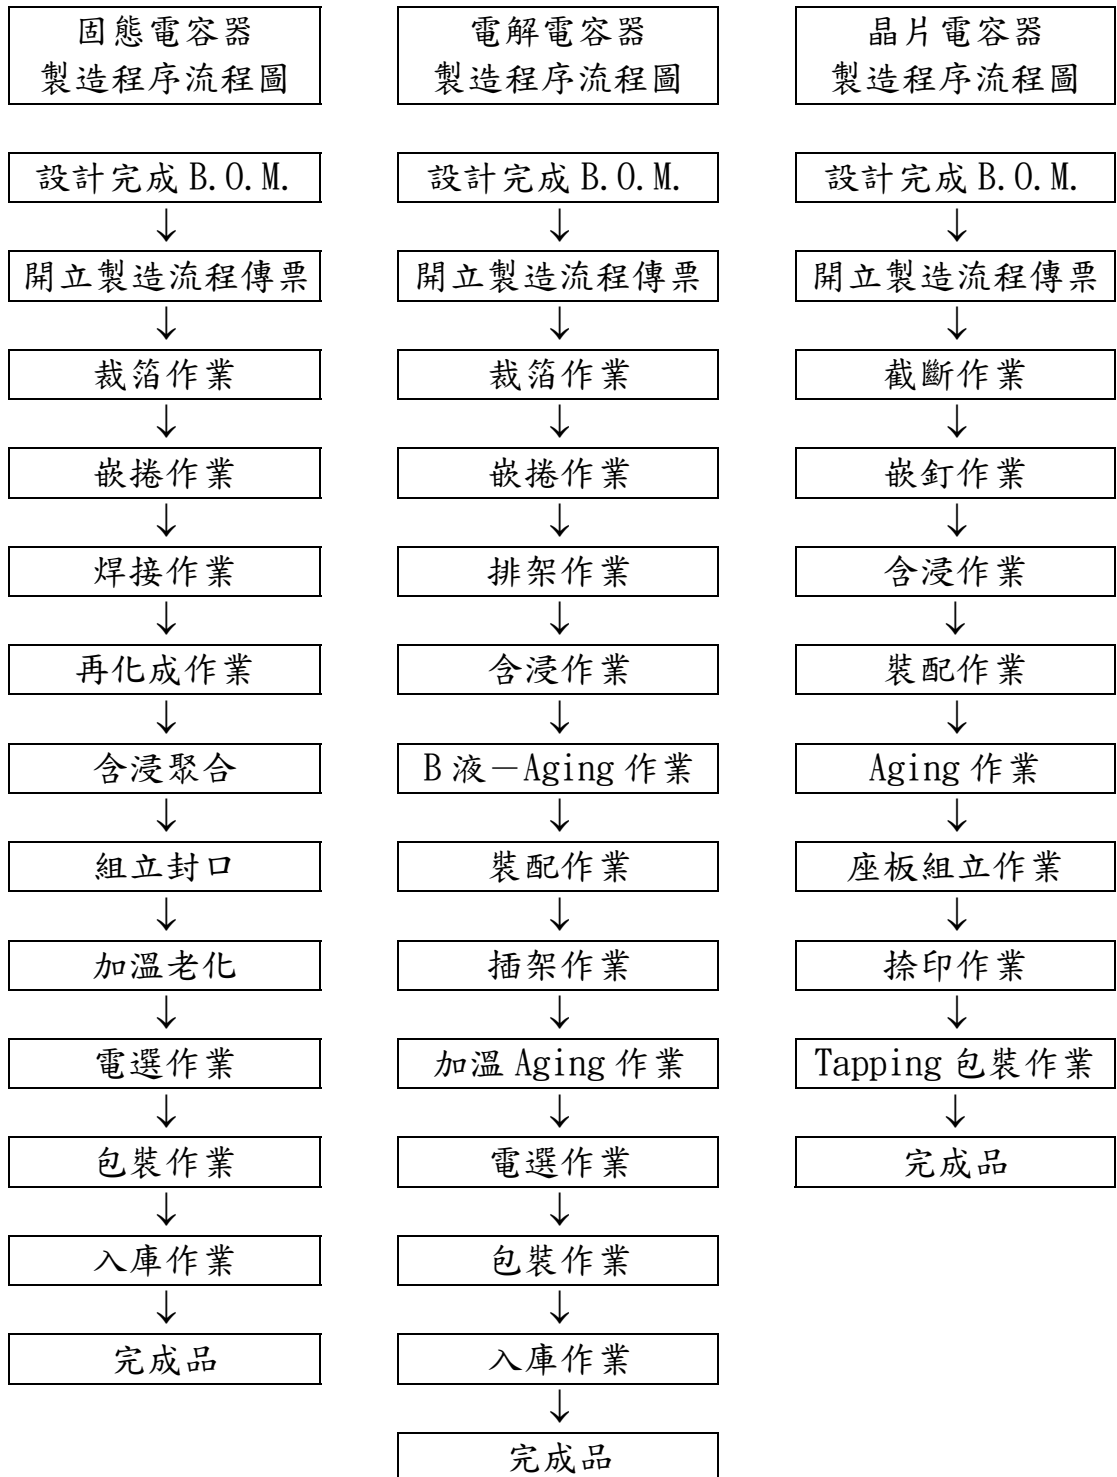 固態電容器
製造程序流程圖
設計完成 B.O.M.
↓
開立製造流程傳票
↓
裁箔作業
↓
嵌捲作業
↓
焊接作業
↓
再化成作業
↓
含浸聚合
↓
組立封口
↓
加溫老化
↓
電選作業
↓
包裝作業
↓
入庫作業
↓
完成品
電解電容器
製造程序流程圖
設計完成 B.O.M.
↓
開立製造流程傳票
↓
裁箔作業
↓
嵌捲作業
↓
排架作業
↓
含浸作業
↓
B 液－Aging 作業
↓
裝配作業
↓
插架作業
↓
加溫 Aging 作業
↓
電選作業
↓
包裝作業
↓
入庫作業
↓
完成品
晶片電容器
製造程序流程圖
設計完成 B.O.M.
↓
開立製造流程傳票
↓
截斷作業
↓
嵌釘作業
↓
含浸作業
↓
裝配作業
↓
Aging 作業
↓
座板組立作業
↓
捺印作業
↓
Tapping 包裝作業
↓
完成品